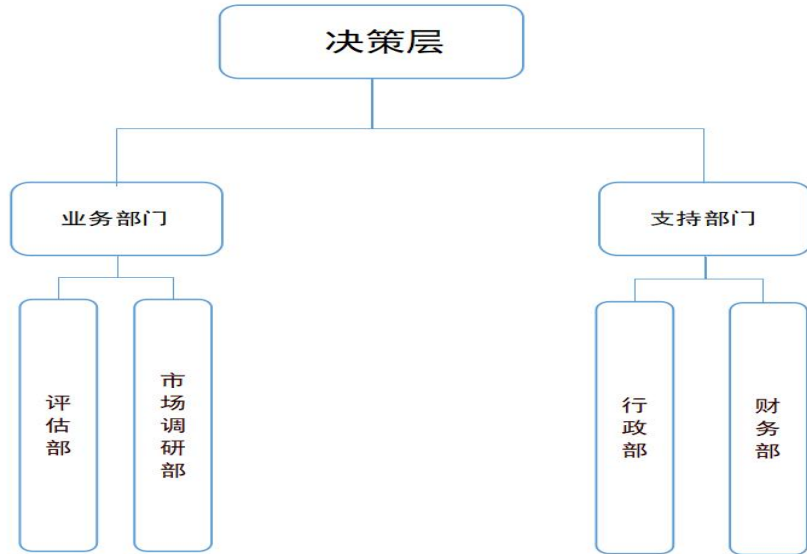 决策层
业务部门
支持部门
评估部
市场调研部
行政部
财务部